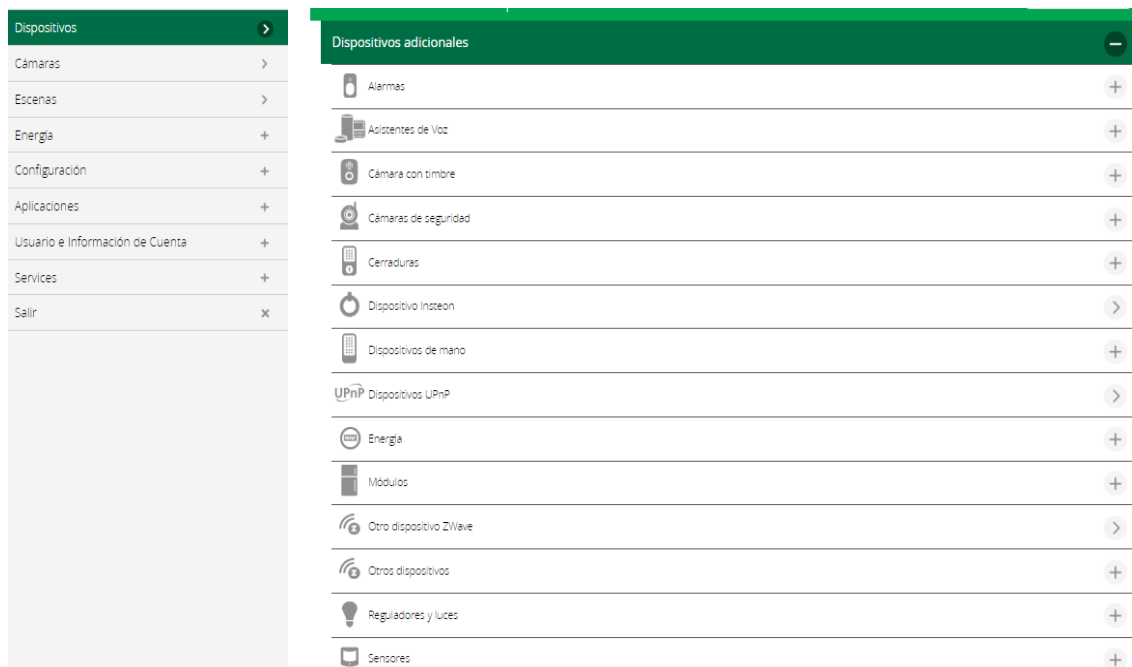 Dispositivos
Cámaras
Escenas
Energía
Configuración
Aplicaciones
Usuario e Información de Cuenta
Services
Salir
Dispositivos adicionales
Alarmas
Asistentes de Voz
Cámara con timbre
Cámaras de seguridad
Cerraduras
Dispositivo Insteon
Dispositivos de mano
UPnP Dispositivos UPnP
Energía
Módulos
Otro dispositivo ZWave
Otros dispositivos
Reguladores y luces
Sensores